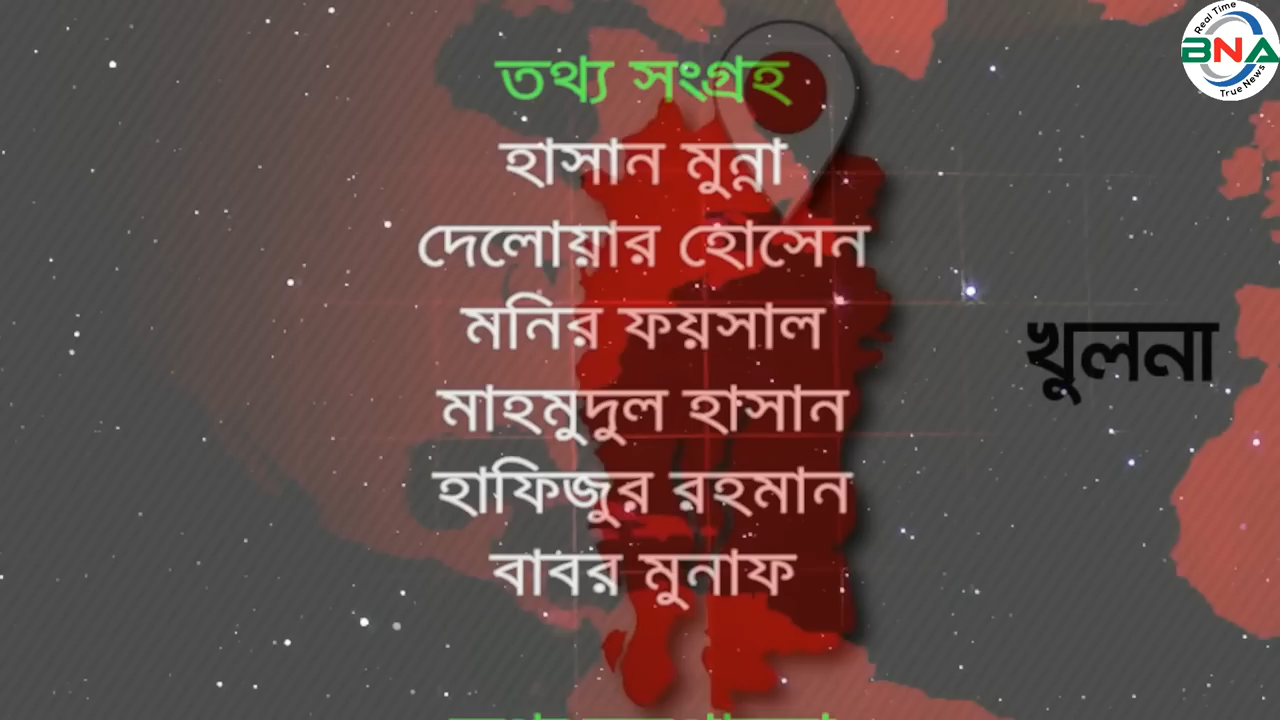 তথ্য সংগ্রহ
হাসান মুন্না
দেলোয়ার হোসেন
মনির ফয়সাল
মাহমুদুল হাসান
হাফিজুর রহমান
বাবর মুনাফ
খুলনা
Real Time
BNA
True News